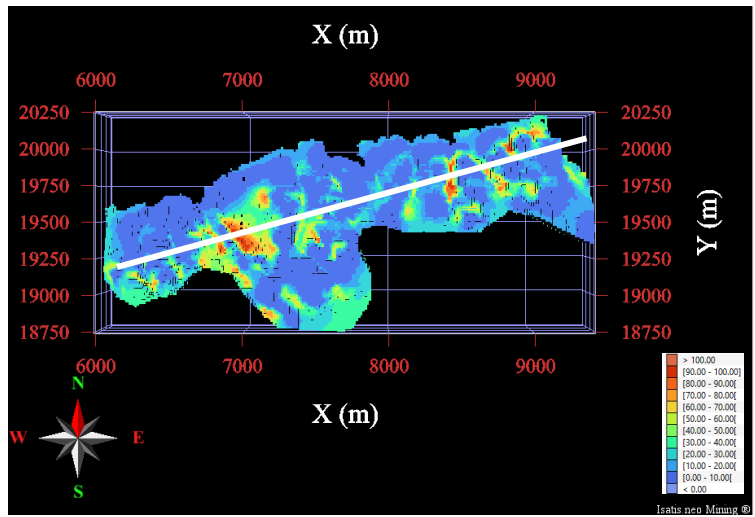 X (m)
6000 7000 8000 9000
20250 20250
20000 20000
19750 19750
19500 19500
19250 19250
19000 19000
18750 18750
Y (m)
6000 7000 8000 9000
X (m)
N
W E
S
> 100.00
[90.00 - 100.00]
[80.00 - 90.00[
[70.00 - 80.00[
[60.00 - 70.00[
[50.00 - 60.00[
[40.00 - 50.00[
[30.00 - 40.00[
[20.00 - 30.00[
[10.00 - 20.00[
[0.00 - 10.00[
< 0.00
Isatis.neo Mining ®